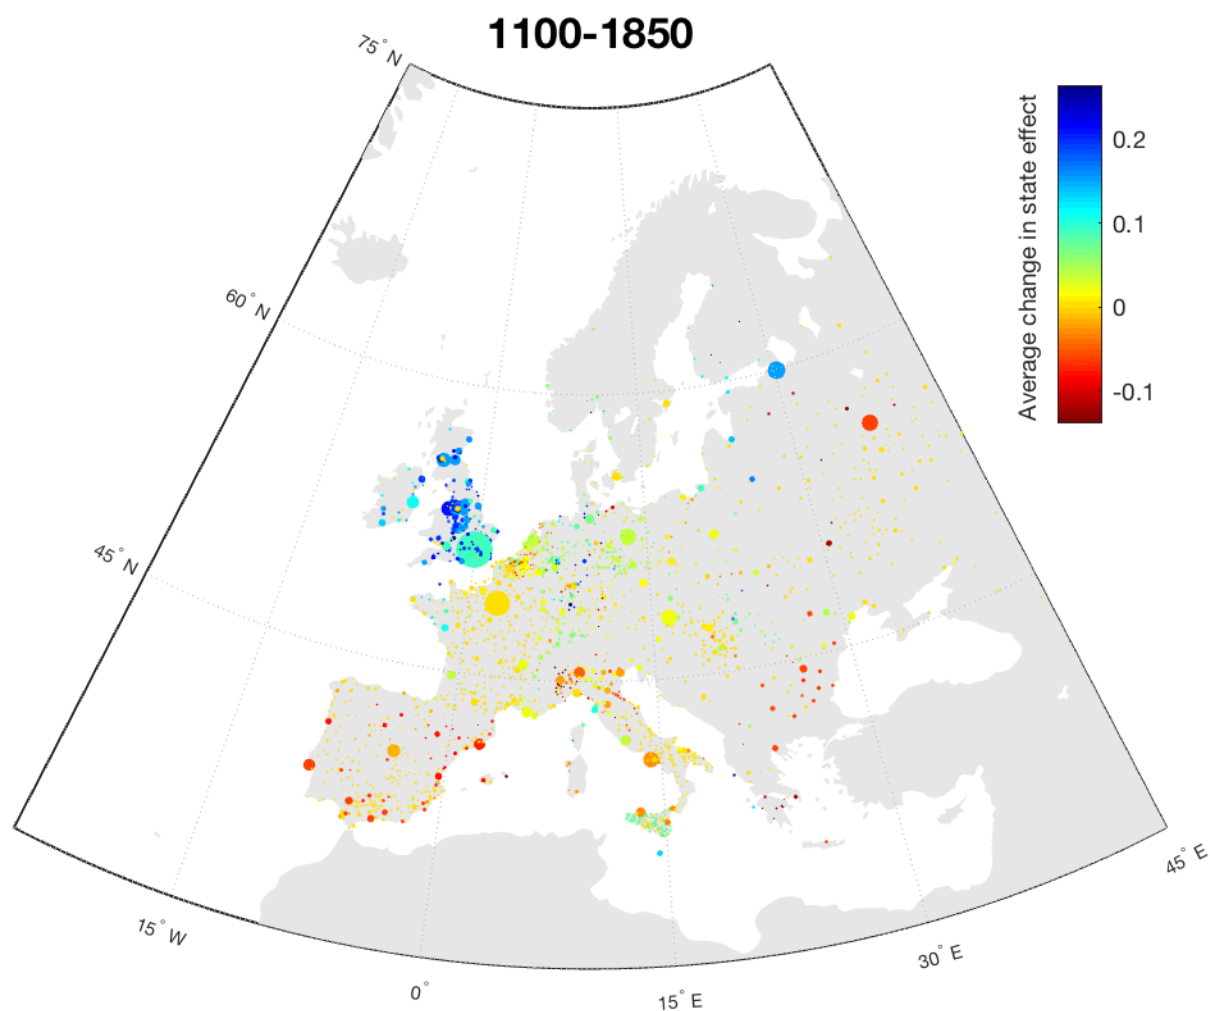 1100-1850
75° N
60° N
45° N
15° W
0°
15° E
30° E
45° E
Average change in state effect
0.2
0.1
0
-0.1